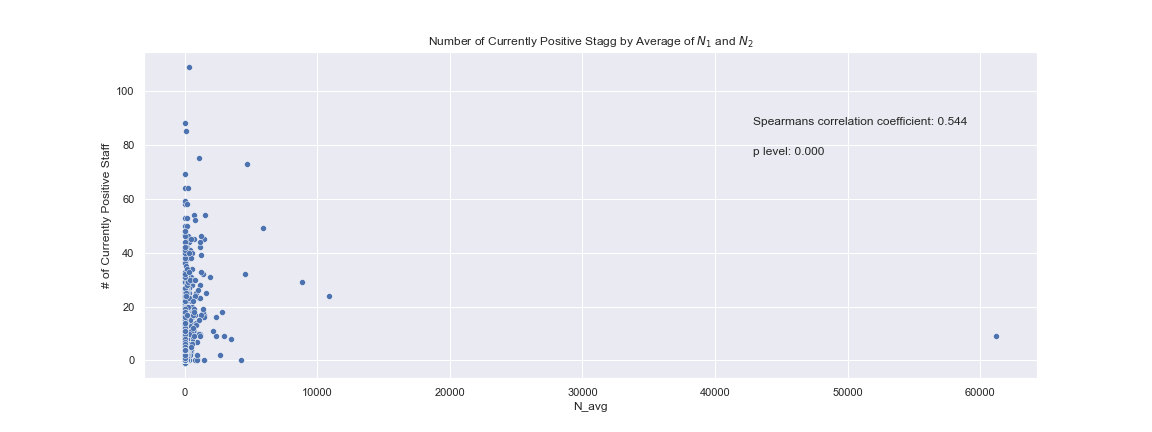 Number of Currently Positive Stagg by Average of N₁ and N₂
Spearmans correlation coefficient: 0.544
p level: 0.000
# of Currently Positive Staff
100
80
60
40
20
0
0 10000 20000 30000 40000 50000 60000
N_avg